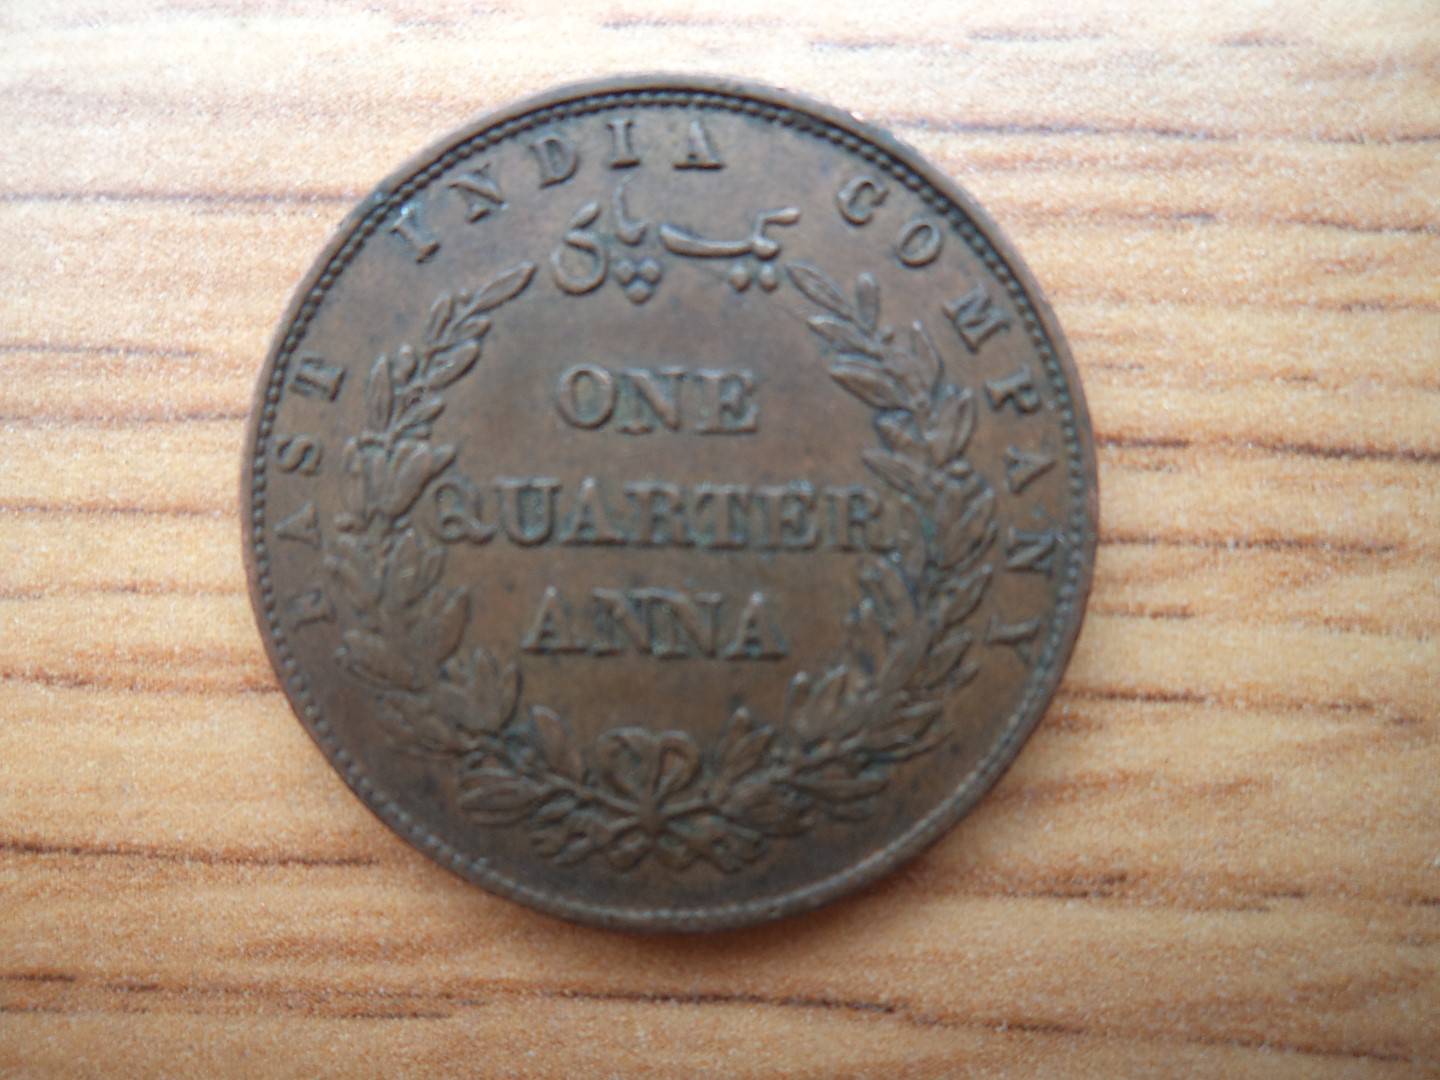 EAST INDIA COMPANY
یک پای
ONE
QUARTER
ANNA